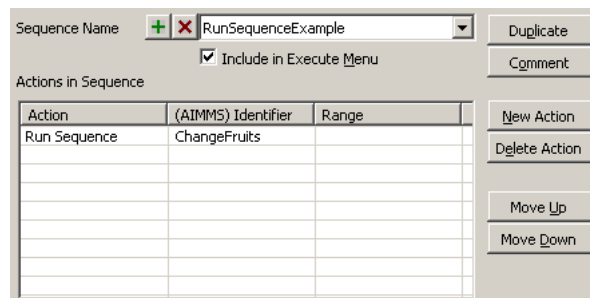 Sequence Name RunSequenceExample Duplicate
Include in Execute Menu
Comment
Actions in Sequence
Action (AIMMS) Identifier Range New Action
Run Sequence ChangeFruits
Delete Action
Move Up
Move Down